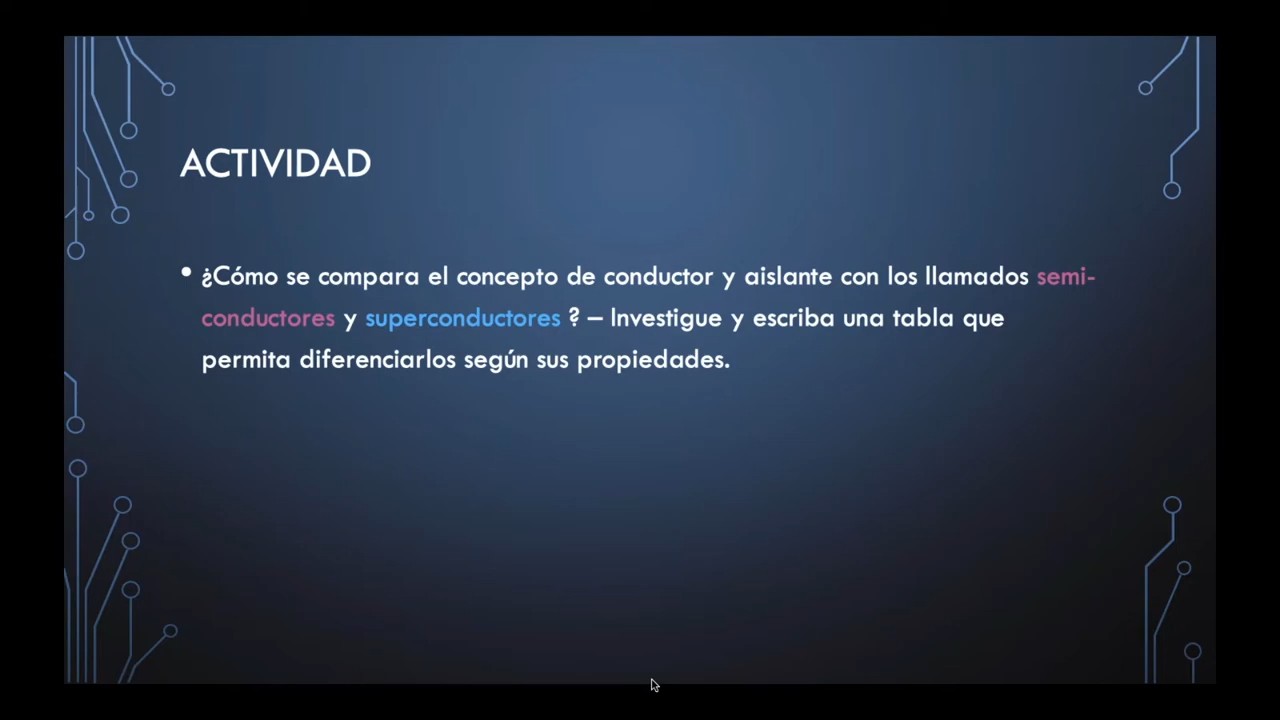 ACTIVIDAD
• ¿Cómo se compara el concepto de conductor y aislante con los llamados semi-
conductores y superconductores ? – Investigue y escriba una tabla que
permita diferenciarlos según sus propiedades.